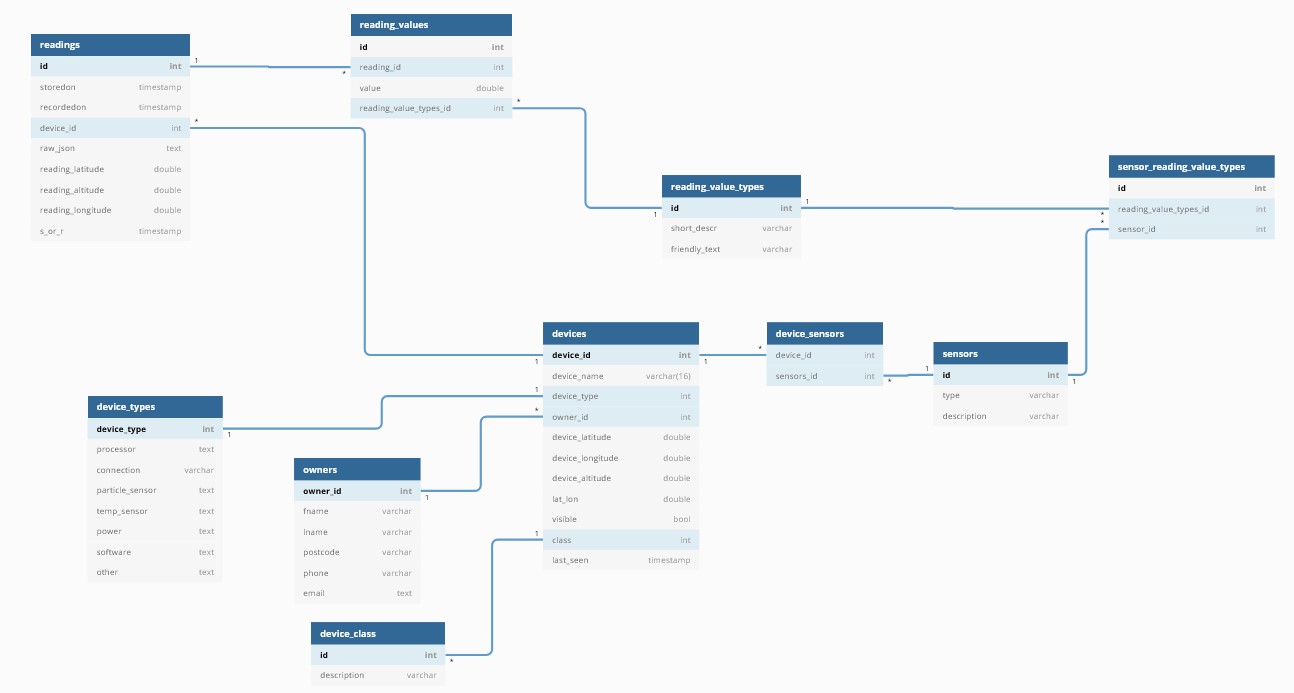 readings
id int
storedon timestamp
recordedon timestamp
device_id int
raw_json text
reading_latitude double
reading_altitude double
reading_longitude double
s_or_r timestamp
1
*
*
reading_values
id int
reading_id int
value double
reading_value_types_id int
*
1
reading_value_types
id int
short_descr varchar
friendly_text varchar
1
*
*
sensor_reading_value_types
id int
reading_value_types_id int
sensor_id int
devices
device_id int
device_name varchar(16)
device_type int
owner_id int
device_latitude double
device_longitude double
device_altitude double
lat_lon double
visible bool
class int
last_seen timestamp
1
1
*
1
1
*
device_sensors
device_id int
sensors_id int
*
1
sensors
id int
type varchar
description varchar
1
device_types
device_type int
processor text
connection varchar
particle_sensor text
temp_sensor text
power text
software text
other text
1
owners
owner_id int
fname varchar
lname varchar
postcode varchar
phone varchar
email text
1
device_class
id int
description varchar
*